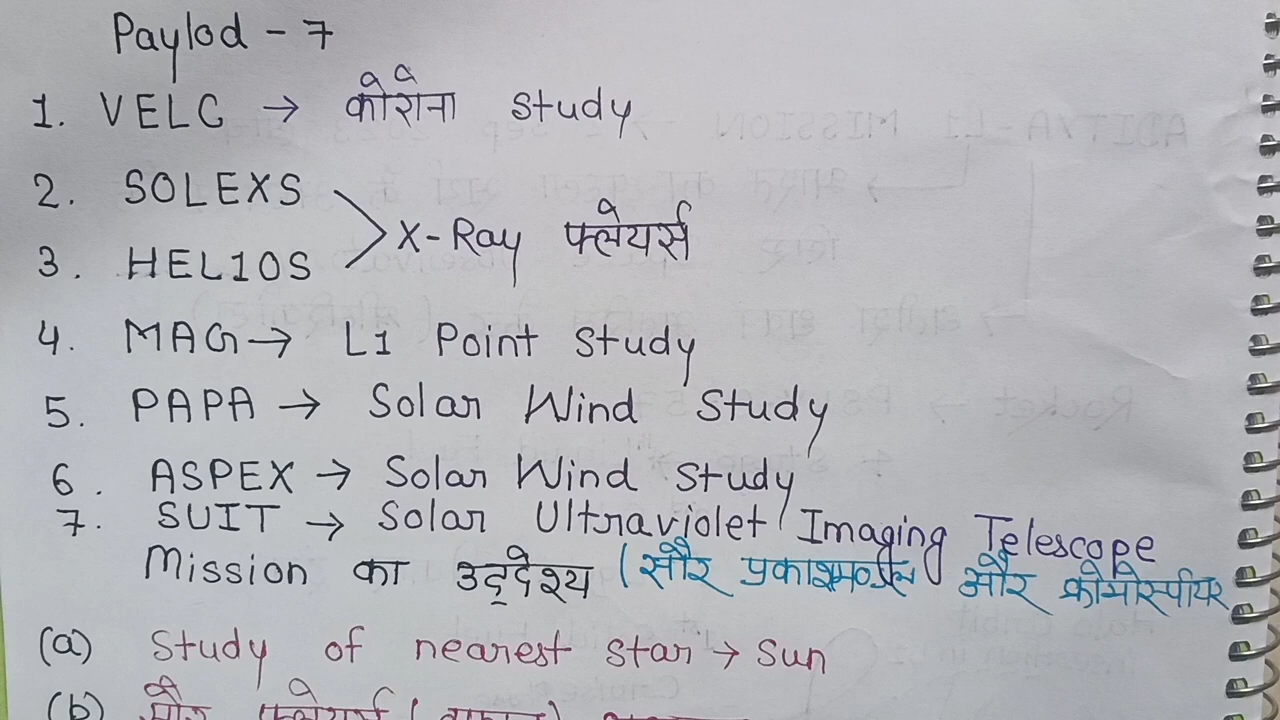 Paylod - 7
1. VELC → कोरोना study
2. SOLEXS
X-Ray फ्लेयर्स
3. HEL1OS
4. MAG → L1 Point Study
5. PAPA → Solar Wind Study
6. ASPEX → Solar Wind Study
7. SUIT → Solar Ultraviolet Imaging Telescope
Mission का उद्देश्य (सौर प्रकाशमण्डल और क्रोमोस्पीयर
(a) Study of nearest star → Sun
(b) सौर फ्लेयर्स (